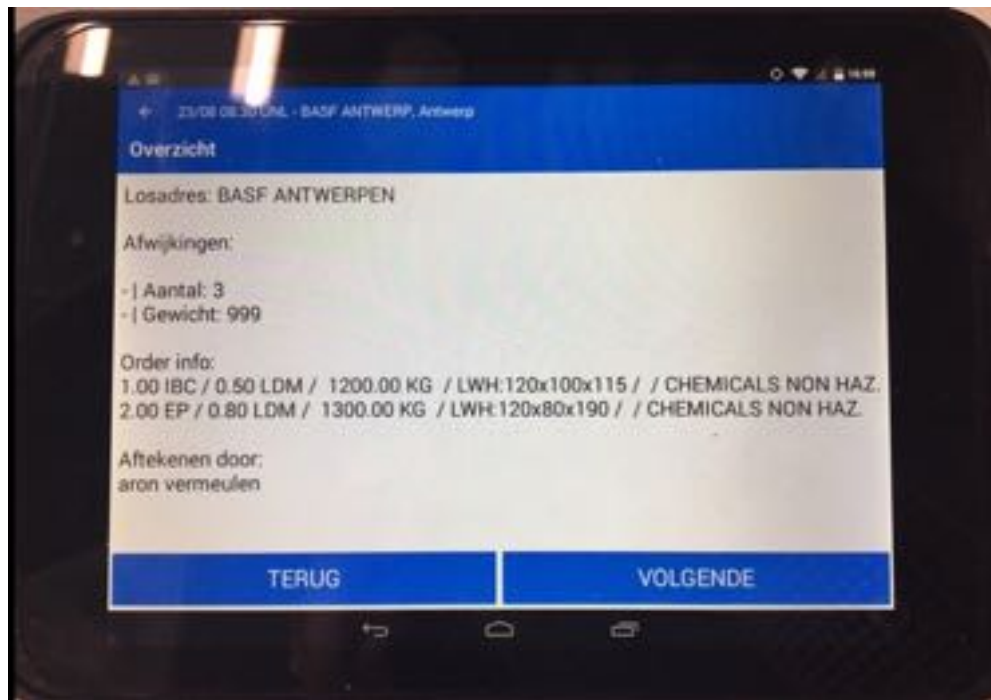 23/08 08:30 UNL - BASF ANTWERP, Antwerp
Overzicht
Losadres: BASF ANTWERPEN
Afwijkingen:
- | Aantal: 3
- | Gewicht: 999
Order info:
1.00 IBC / 0.50 LDM / 1200.00 KG / LWH:120x100x115 / / CHEMICALS NON HAZ.
2.00 EP / 0.80 LDM / 1300.00 KG / LWH:120x80x190 / / CHEMICALS NON HAZ.
Aftekenen door:
aron vermeulen
TERUG VOLGENDE